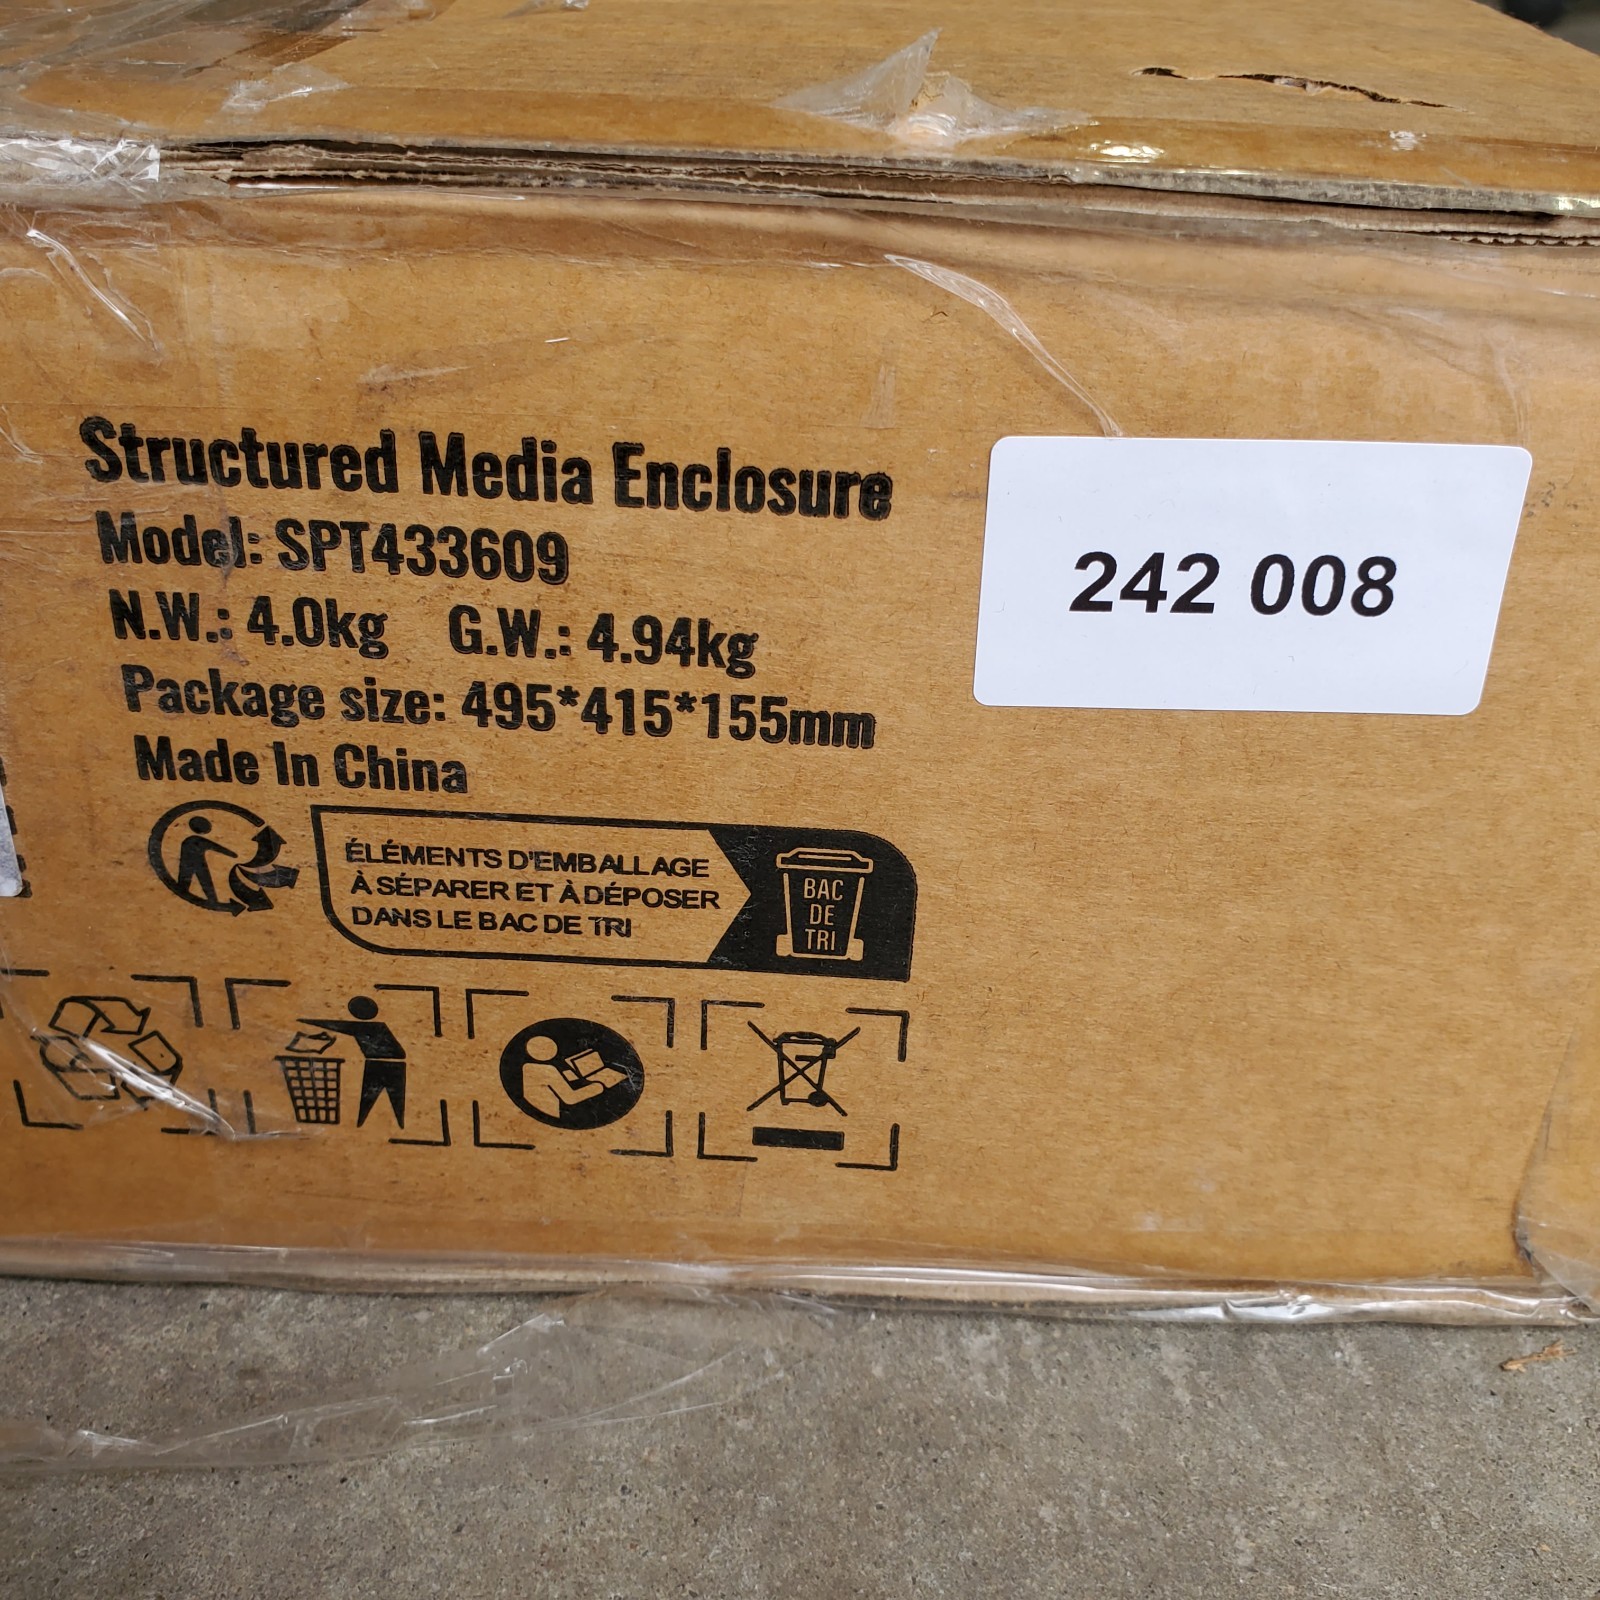 Structured Media Enclosure
Model: SPT433609
N.W.: 4.0kg G.W.: 4.94kg
Package size: 495*415*155mm
Made In China
242 008
ÉLÉMENTS D'EMBALLAGE
À SÉPARER ET À DÉPOSER
DANS LE BAC DE TRI
BAC
DE
TRI